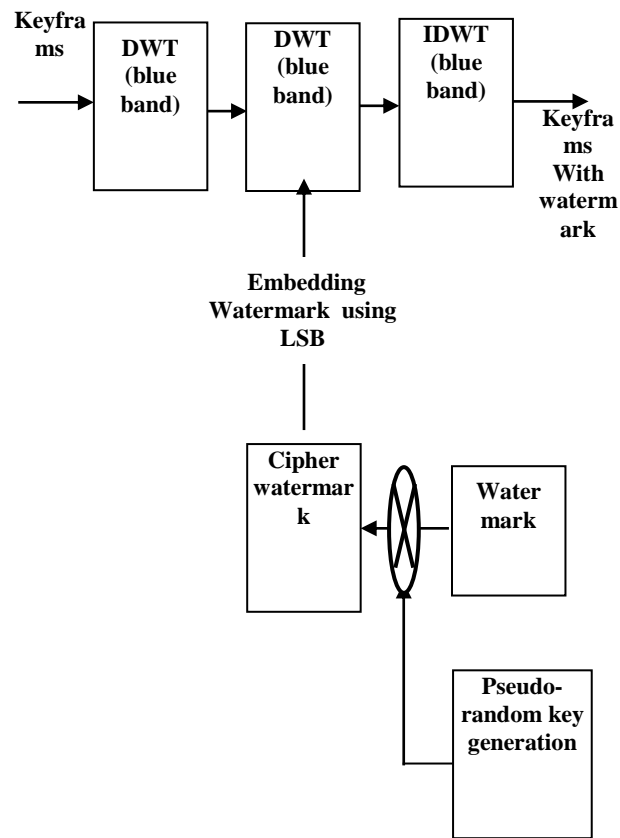 Keyfra
ms
DWT
(blue
band)
DWT
(blue
band)
IDWT
(blue
band)
Keyfra
ms
With
waterm
ark
Embedding
Watermark using
LSB
Cipher
watermar
k
Water
mark
Pseudo-
random key
generation